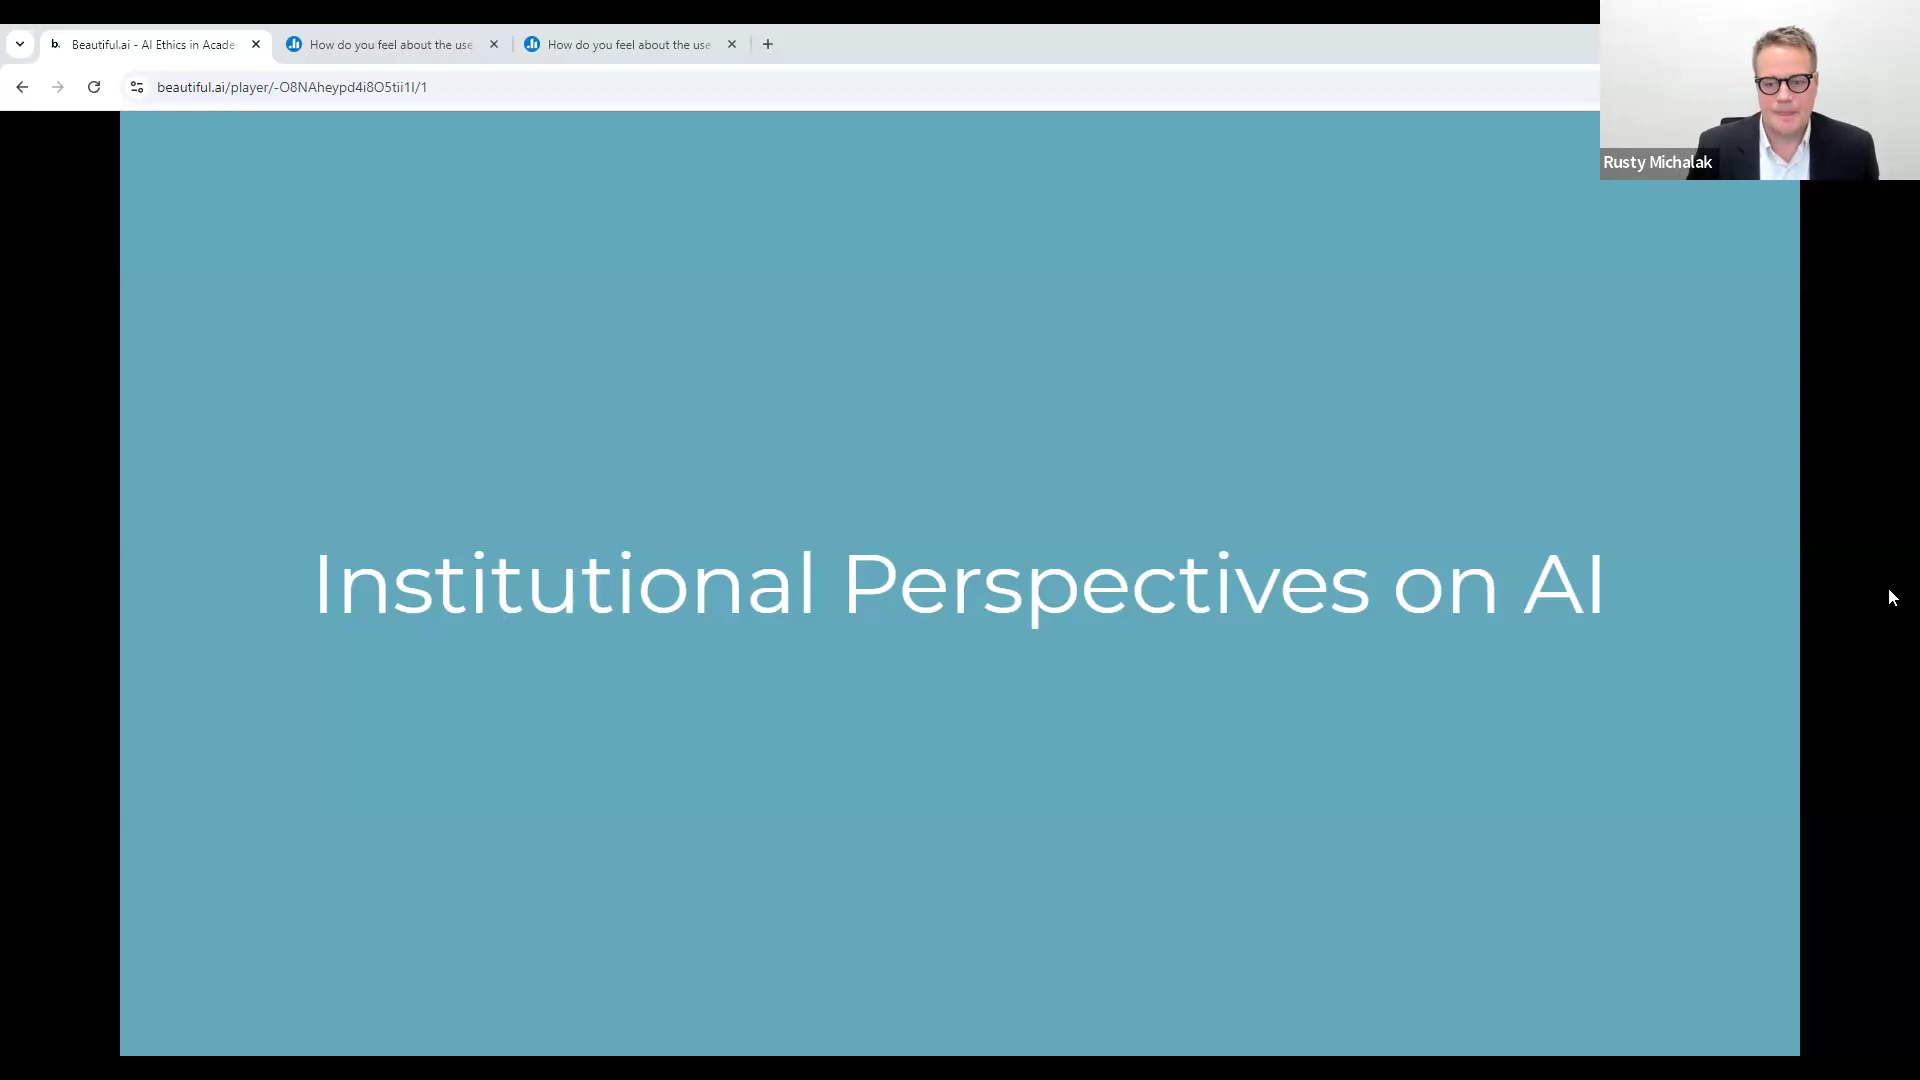 b. Beautiful.ai - AI Ethics in Acade
How do you feel about the use
How do you feel about the use
beautiful.ai/player/-O8NAheypd4i8O5tii1I/1
Rusty Michalak
Institutional Perspectives on AI